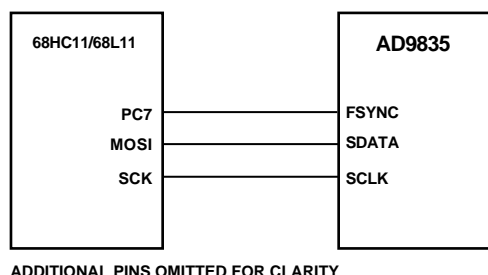 68HC11/68L11
AD9835
PC7
FSYNC
MOSI
SDATA
SCK
SCLK
ADDITIONAL PINS OMITTED FOR CLARITY